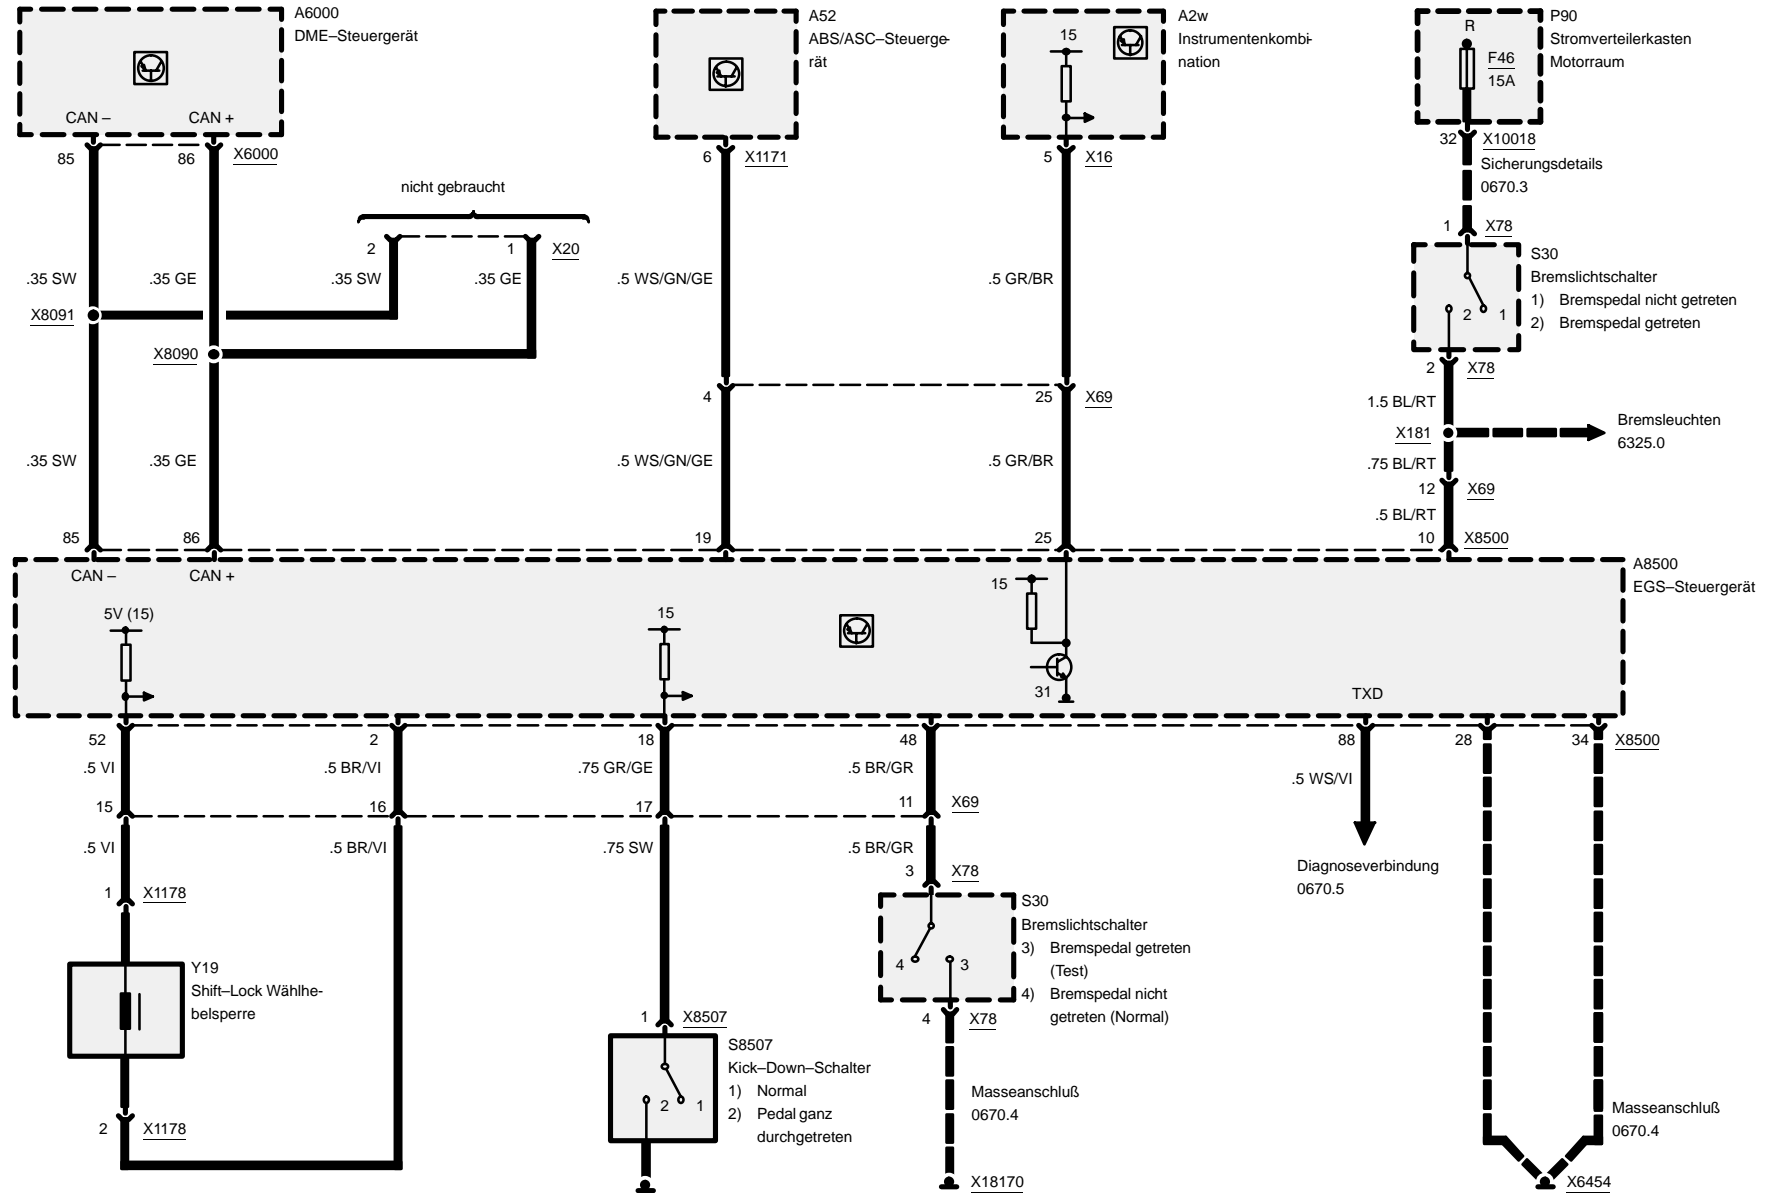 A6000
DME–Steuergerät
CAN –
CAN +
85
86
X6000
A52
ABS/ASC–Steuerge-
rät
6
X1171
A2w
Instrumentenkombi-
nation
15
5
X16
P90
Stromverteilerkasten
Motorraum
R
F46
15A
32
X10018
Sicherungsdetails
0670.3
nicht gebraucht
2
1
X20
1
X78
.35 SW
.35 GE
.35 SW
.35 GE
.5 WS/GN/GE
.5 GR/BR
S30
Bremslichtschalter
1) Bremspedal nicht getreten
2) Bremspedal getreten
2
1
X8091
X8090
2
X78
4
25
X69
1.5 BL/RT
X181
Bremsleuchten
6325.0
.35 SW
.35 GE
.5 WS/GN/GE
.5 GR/BR
.75 BL/RT
12
X69
.5 BL/RT
85
86
19
25
10
X8500
A8500
EGS–Steuergerät
CAN –
CAN +
5V (15)
15
15
31
TXD
52
2
18
48
88
28
34
X8500
.5 VI
.5 BR/VI
.75 GR/GE
.5 BR/GR
.5 WS/VI
15
16
17
11
X69
.5 VI
.5 BR/VI
.75 SW
.5 BR/GR
Diagnoseverbindung
0670.5
1
X1178
3
X78
Y19
Shift–Lock Wählhe-
belsperre
S30
Bremslichtschalter
3) Bremspedal getreten
(Test)
4) Bremspedal nicht
getreten (Normal)
4
3
1
X8507
4
X78
S8507
Kick–Down–Schalter
1) Normal
2) Pedal ganz
durchgetreten
2
1
2
X1178
Masseanschluß
0670.4
Masseanschluß
0670.4
X18170
X6454